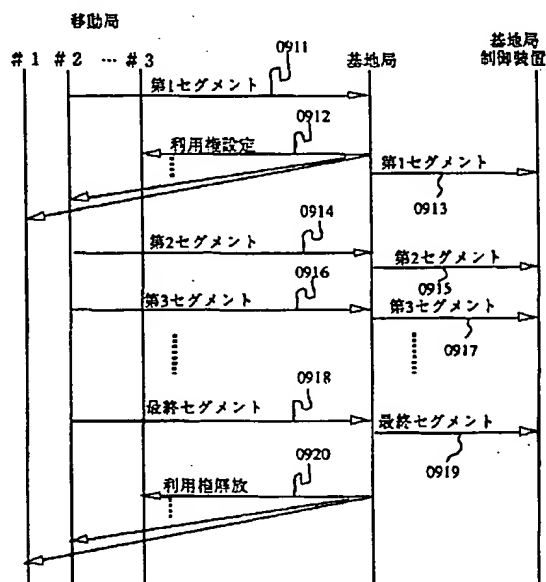 移動局
#1 #2 … #3
基地局
基地局
制御装置
0911
第1セグメント
0912
利用権設定
第1セグメント
0913
0914
第2セグメント
第2セグメント
0915
0916
第3セグメント
第3セグメント
0917
0918
最終セグメント
最終セグメント
0919
0920
利用権解放